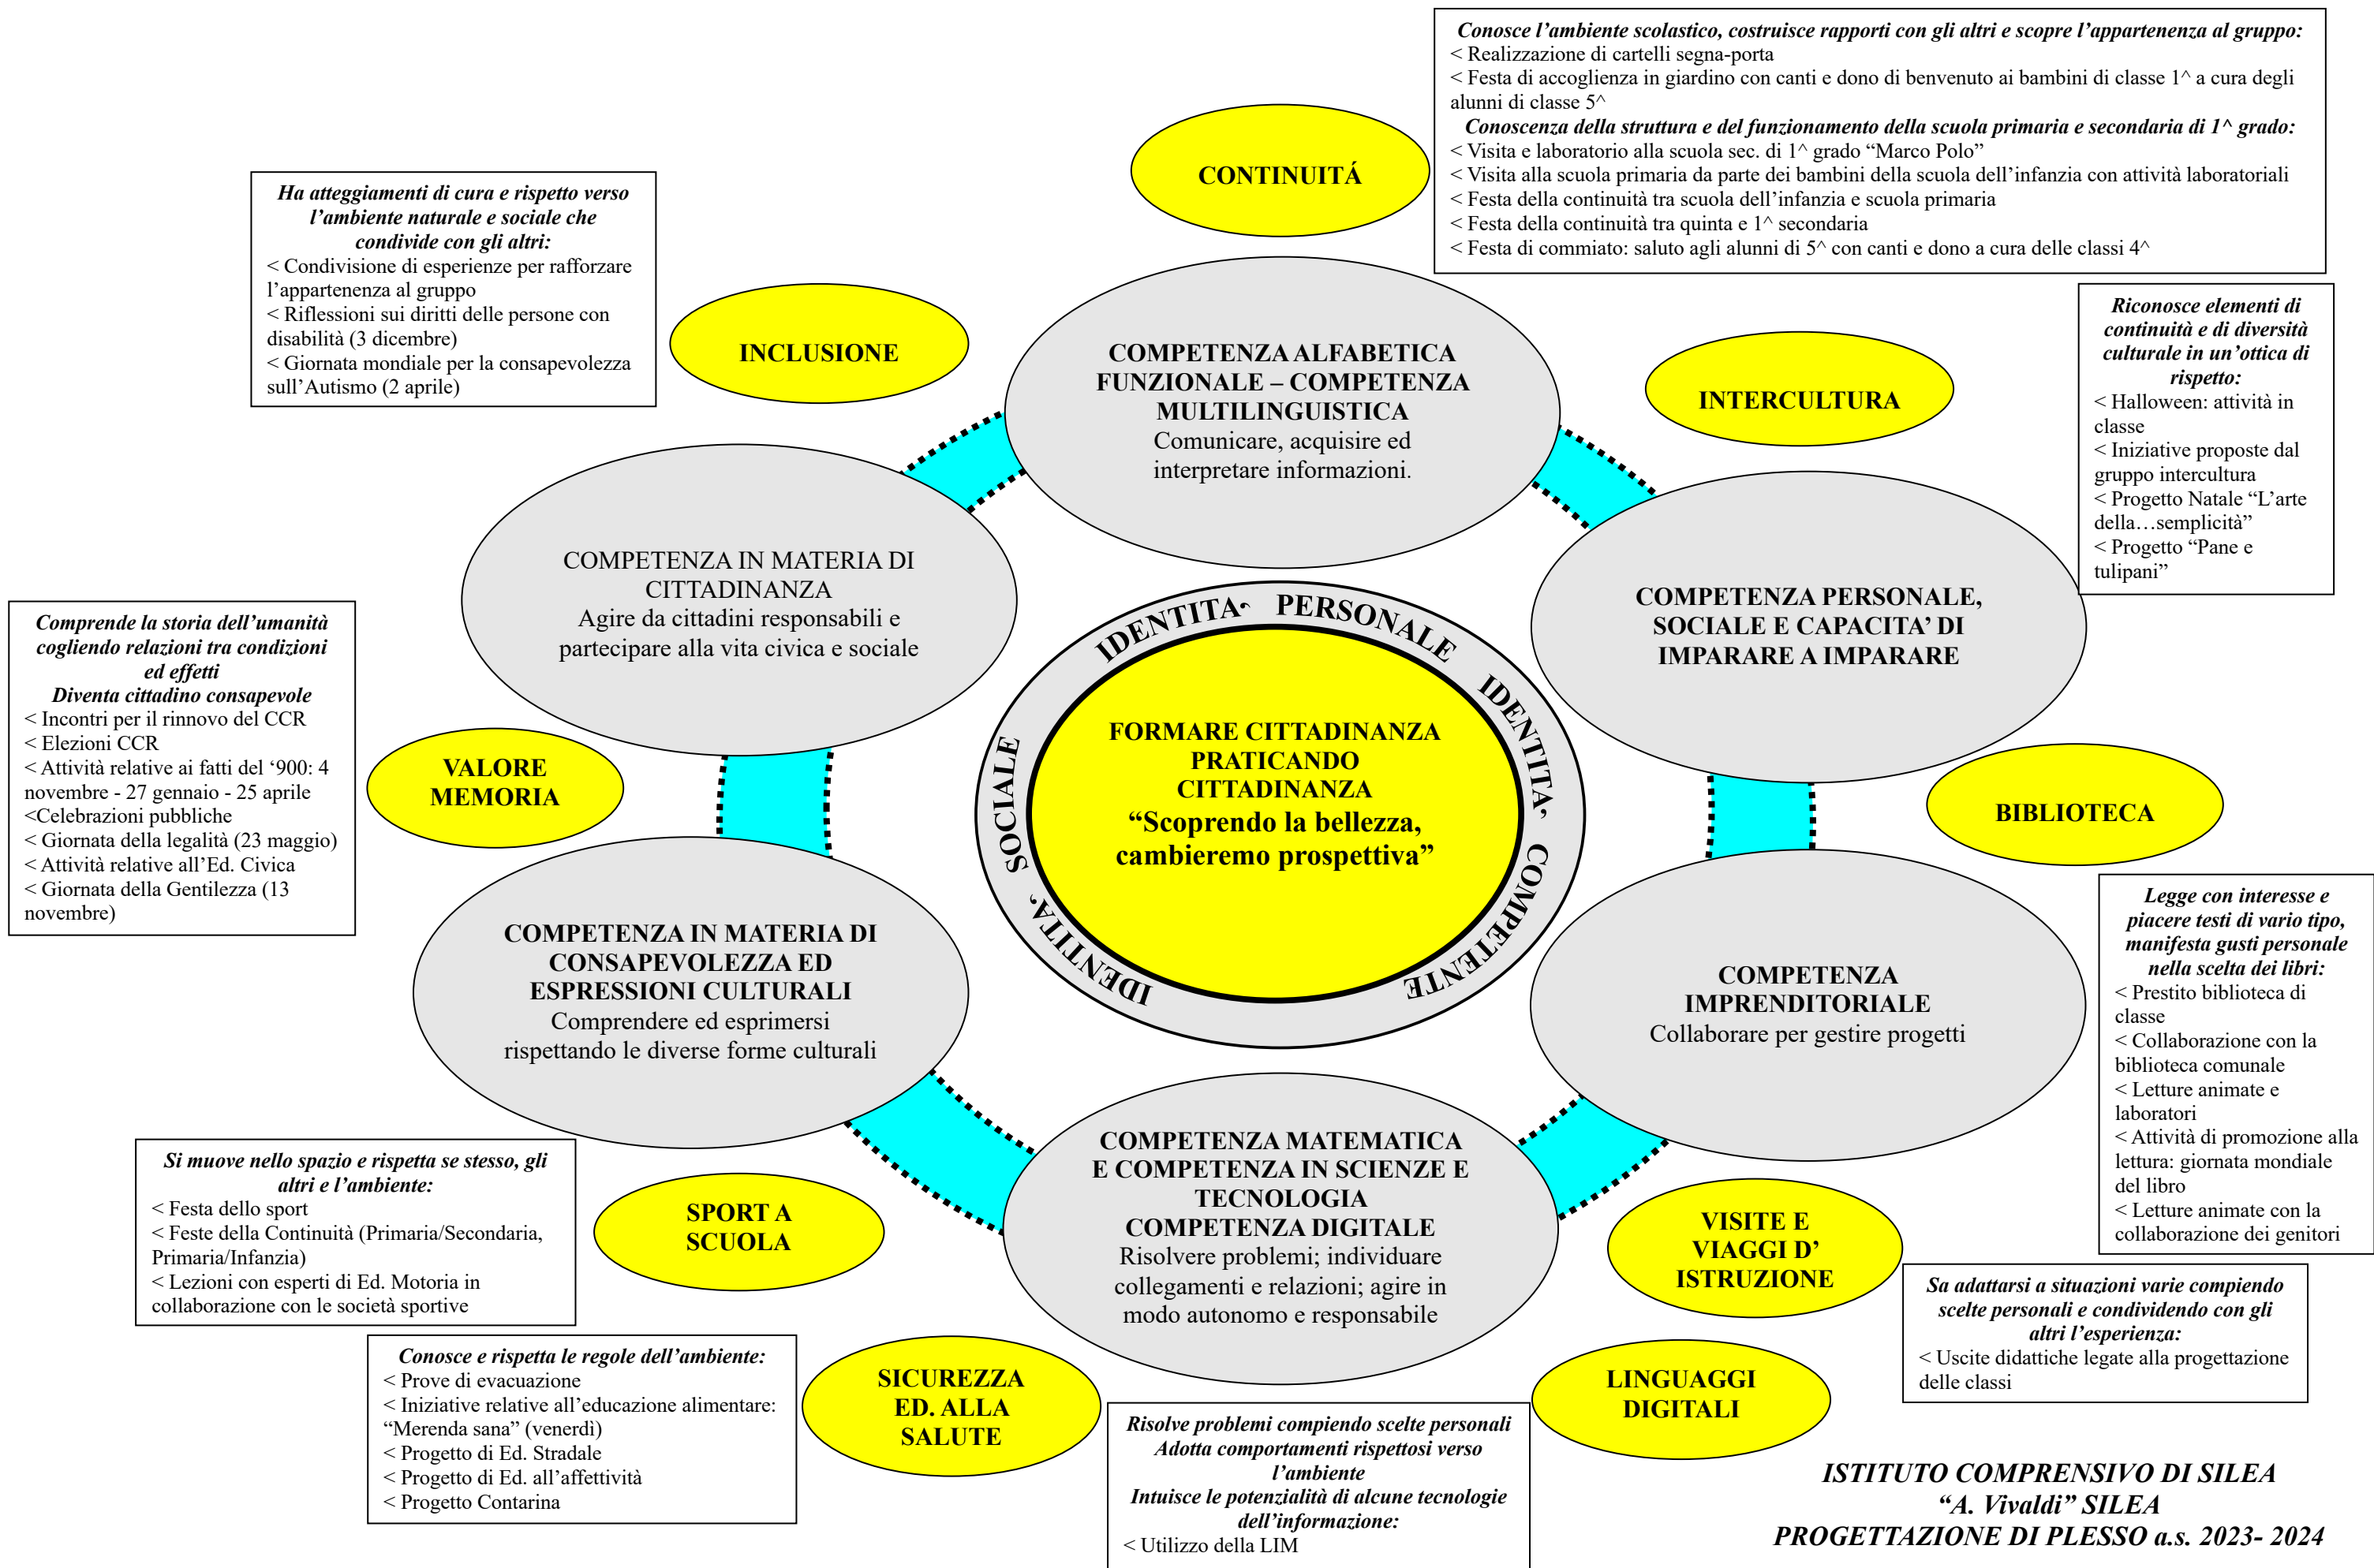 Conosce l’ambiente scolastico, costruisce rapporti con gli altri e scopre l’appartenenza al gruppo:
< Realizzazione di cartelli segna-porta
< Festa di accoglienza in giardino con canti e dono di benvenuto ai bambini di classe 1^ a cura degli
alunni di classe 5^
Conoscenza della struttura e del funzionamento della scuola primaria e secondaria di 1^ grado:
< Visita e laboratorio alla scuola sec. di 1^ grado “Marco Polo”
< Visita alla scuola primaria da parte dei bambini della scuola dell’infanzia con attività laboratoriali
< Festa della continuità tra scuola dell’infanzia e scuola primaria
< Festa della continuità tra quinta e 1^ secondaria
< Festa di commiato: saluto agli alunni di 5^ con canti e dono a cura delle classi 4^
CONTINUITÁ
Ha atteggiamenti di cura e rispetto verso
l’ambiente naturale e sociale che
condivide con gli altri:
< Condivisione di esperienze per rafforzare
l’appartenenza al gruppo
< Riflessioni sui diritti delle persone con
disabilità (3 dicembre)
< Giornata mondiale per la consapevolezza
sull’Autismo (2 aprile)
INCLUSIONE
COMPETENZA ALFABETICA
FUNZIONALE – COMPETENZA
MULTILINGUISTICA
Comunicare, acquisire ed
interpretare informazioni.
INTERCULTURA
Riconosce elementi di
continuità e di diversità
culturale in un’ottica di
rispetto:
< Halloween: attività in
classe
< Iniziative proposte dal
gruppo intercultura
< Progetto Natale “L’arte
della…semplicità”
< Progetto “Pane e
tulipani”
COMPETENZA IN MATERIA DI
CITTADINANZA
Agire da cittadini responsabili e
partecipare alla vita civica e sociale
COMPETENZA PERSONALE,
SOCIALE E CAPACITA’ DI
IMPARARE A IMPARARE
Comprende la storia dell’umanità
cogliendo relazioni tra condizioni
ed effetti
Diventa cittadino consapevole
< Incontri per il rinnovo del CCR
< Elezioni CCR
< Attività relative ai fatti del ‘900: 4
novembre - 27 gennaio - 25 aprile
<Celebrazioni pubbliche
< Giornata della legalità (23 maggio)
< Attività relative all’Ed. Civica
< Giornata della Gentilezza (13
novembre)
VALORE
MEMORIA
IDENTITA’ PERSONALE
IDENTITA’ COMPETENTE
IDENTITA’ SOCIALE
FORMARE CITTADINANZA
PRATICANDO
CITTADINANZA
“Scoprendo la bellezza,
cambieremo prospettiva”
BIBLIOTECA
Legge con interesse e
piacere testi di vario tipo,
manifesta gusti personale
nella scelta dei libri:
< Prestito biblioteca di
classe
< Collaborazione con la
biblioteca comunale
< Letture animate e
laboratori
< Attività di promozione alla
lettura: giornata mondiale
del libro
< Letture animate con la
collaborazione dei genitori
COMPETENZA IN MATERIA DI
CONSAPEVOLEZZA ED
ESPRESSIONI CULTURALI
Comprendere ed esprimersi
rispettando le diverse forme culturali
COMPETENZA
IMPRENDITORIALE
Collaborare per gestire progetti
COMPETENZA MATEMATICA
E COMPETENZA IN SCIENZE E
TECNOLOGIA
COMPETENZA DIGITALE
Risolvere problemi; individuare
collegamenti e relazioni; agire in
modo autonomo e responsabile
Si muove nello spazio e rispetta se stesso, gli
altri e l’ambiente:
< Festa dello sport
< Feste della Continuità (Primaria/Secondaria,
Primaria/Infanzia)
< Lezioni con esperti di Ed. Motoria in
collaborazione con le società sportive
SPORT A
SCUOLA
VISITE E
VIAGGI D’
ISTRUZIONE
Sa adattarsi a situazioni varie compiendo
scelte personali e condividendo con gli
altri l’esperienza:
< Uscite didattiche legate alla progettazione
delle classi
Conosce e rispetta le regole dell’ambiente:
< Prove di evacuazione
< Iniziative relative all’educazione alimentare:
“Merenda sana” (venerdì)
< Progetto di Ed. Stradale
< Progetto di Ed. all’affettività
< Progetto Contarina
SICUREZZA
ED. ALLA
SALUTE
LINGUAGGI
DIGITALI
Risolve problemi compiendo scelte personali
Adotta comportamenti rispettosi verso
l’ambiente
Intuisce le potenzialità di alcune tecnologie
dell’informazione:
< Utilizzo della LIM
ISTITUTO COMPRENSIVO DI SILEA
“A. Vivaldi” SILEA
PROGETTAZIONE DI PLESSO a.s. 2023- 2024